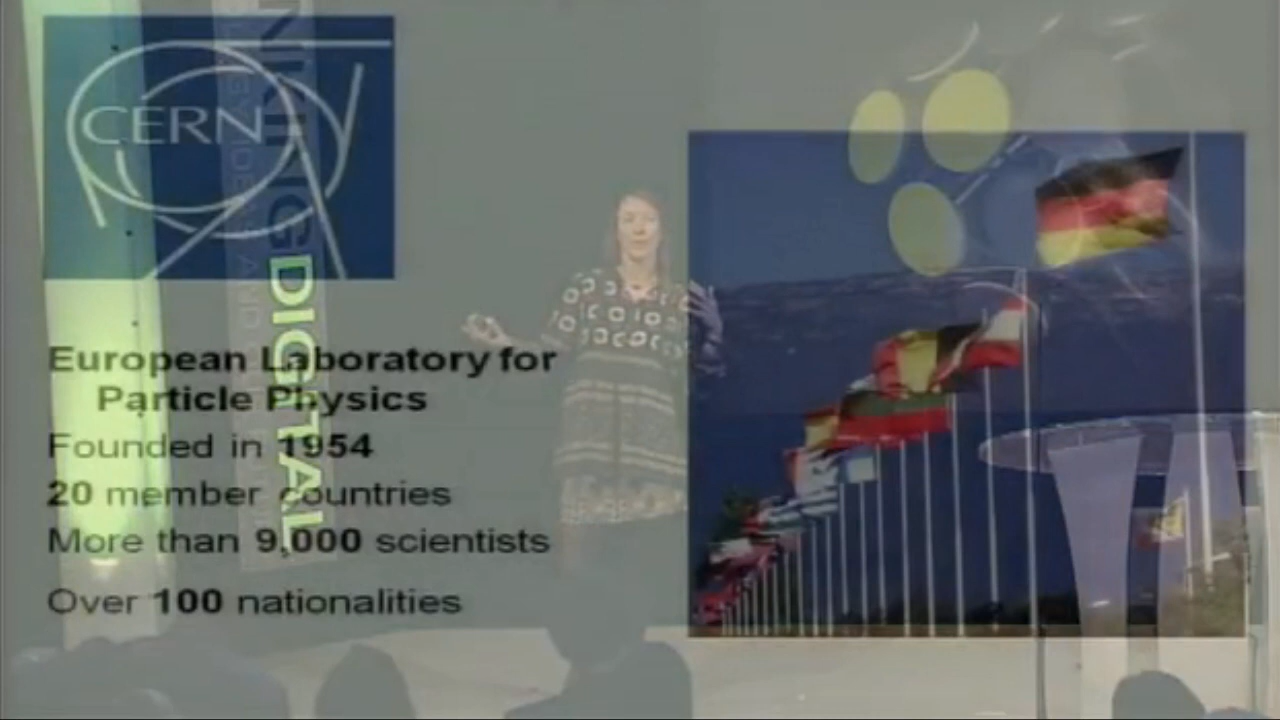 CERN
NKING
DIGITAL
European Laboratory for
Particle Physics
Founded in 1954
20 member countries
More than 9,000 scientists
Over 100 nationalities